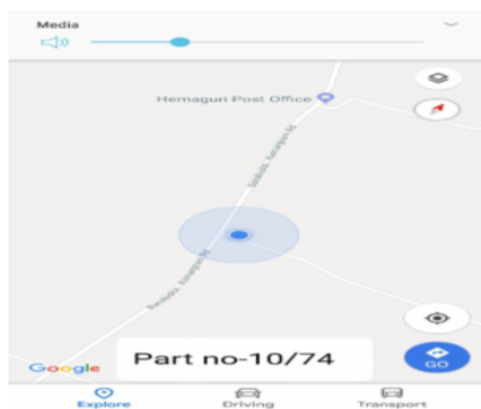 Media
Hemaguri Post Office
Google
Part no-10/74
GO
Explore
Driving
Transport